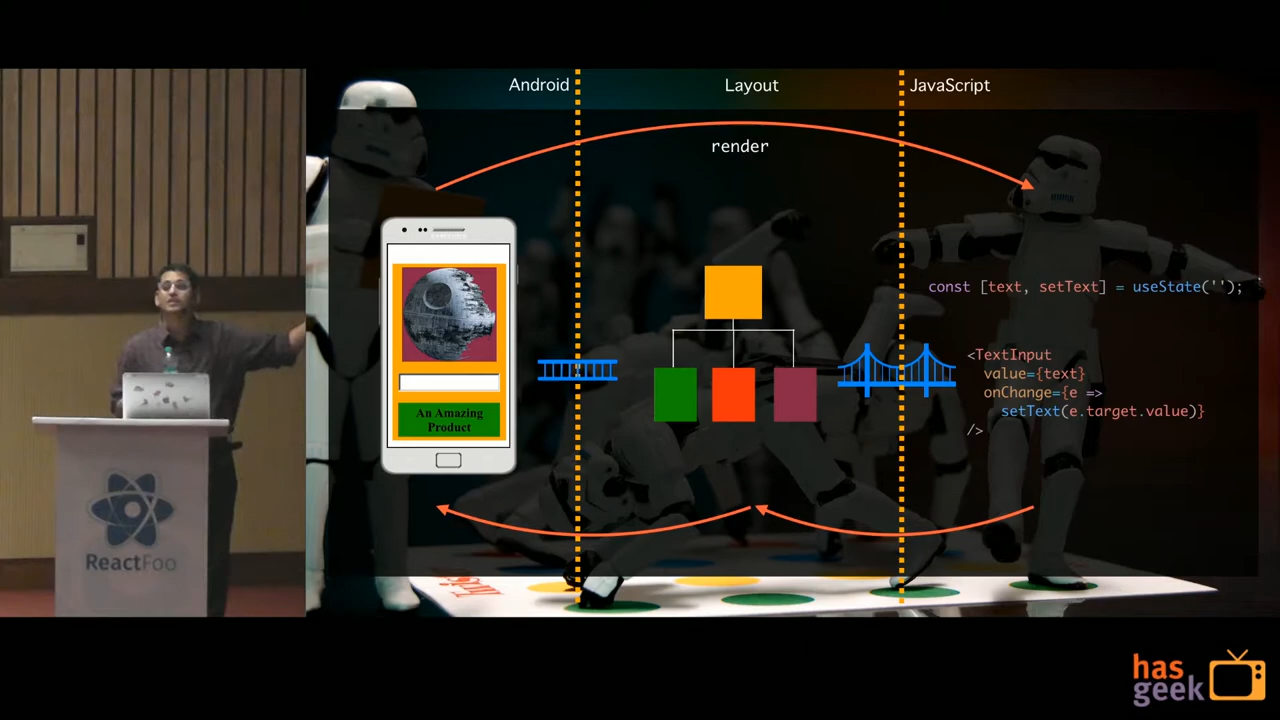 Android
Layout
JavaScript
render
SAMSUNG
const [text, setText] = useState('');
<TextInput
value={text}
onChange={e =>
setText(e.target.value)}
/>
An Amazing
Product
ReactFoo
has
geek